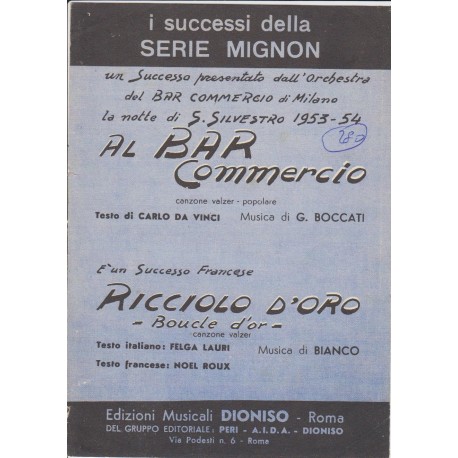 i successi della
SERIE MIGNON
un Successo presentato dall'Orchestra
del BAR COMMERCIO di Milano
la notte di S. SILVESTRO 1953-54
AL BAR
Commercio
canzone valzer - popolare
Testo di CARLO DA VINCI Musica di G. BOCCATI
E' un Successo Francese
RICCIOLO D'ORO
- Boucle d'or -
canzone valzer
Testo italiano: FELGA LAURI Musica di BIANCO
Testo francese: NOEL ROUX
Edizioni Musicali DIONISO - Roma
DEL GRUPPO EDITORIALE: PERI - A.I.D.A. - DIONISO
Via Podesti n. 6 - Roma